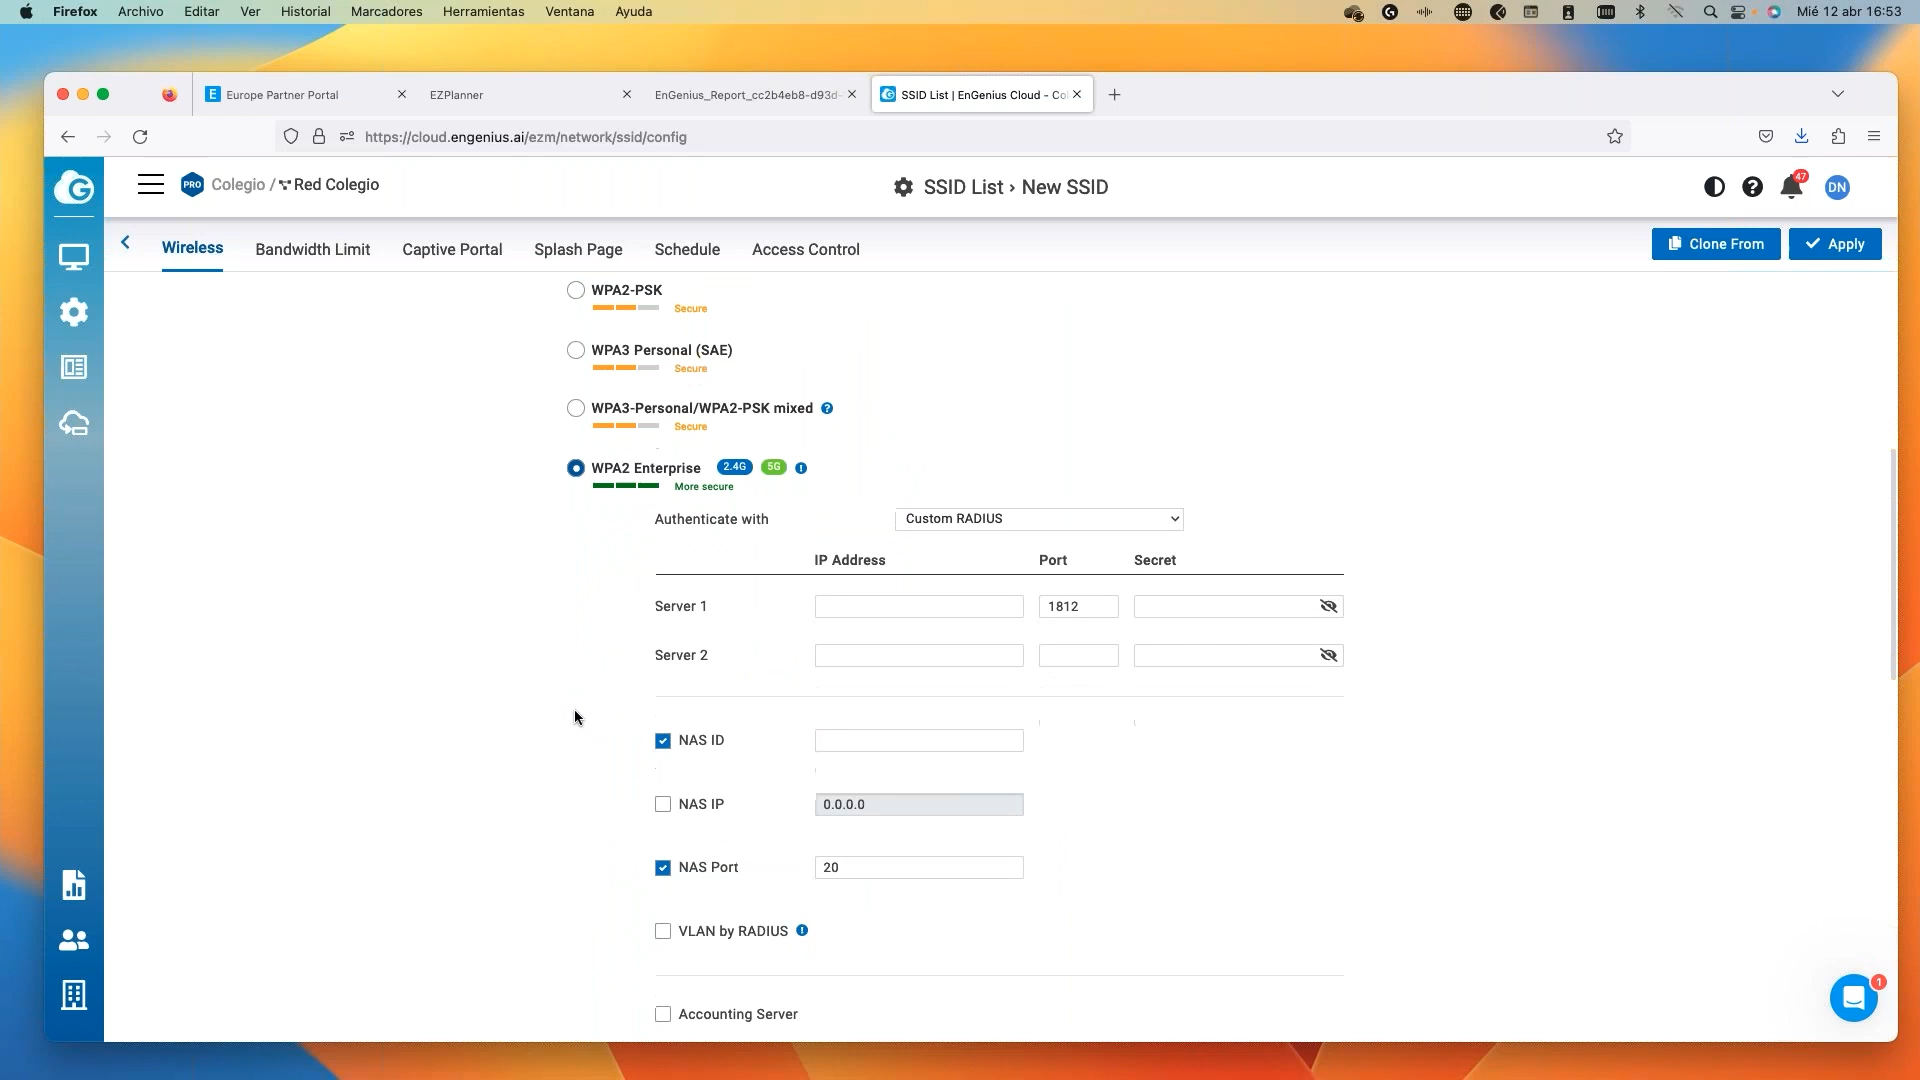 Firefox Archivo Editar Ver Historial Marcadores Herramientas Ventana Ayuda Mié 12 abr 16:53
Europe Partner Portal EZPlanner EnGenius_Report_cc2b4eb8-d93d- SSID List | EnGenius Cloud - Co
https://cloud.engenius.ai/ezm/network/ssid/config
PRO Colegio / Red Colegio SSID List › New SSID 47 DN
Wireless Bandwidth Limit Captive Portal Splash Page Schedule Access Control Clone From Apply
WPA2-PSK
Secure
WPA3 Personal (SAE)
Secure
WPA3-Personal/WPA2-PSK mixed
Secure
WPA2 Enterprise 2.4G 5G
More secure
Authenticate with Custom RADIUS
IP Address Port Secret
Server 1 1812
Server 2
NAS ID
NAS IP 0.0.0.0
NAS Port 20
VLAN by RADIUS
1
Accounting Server